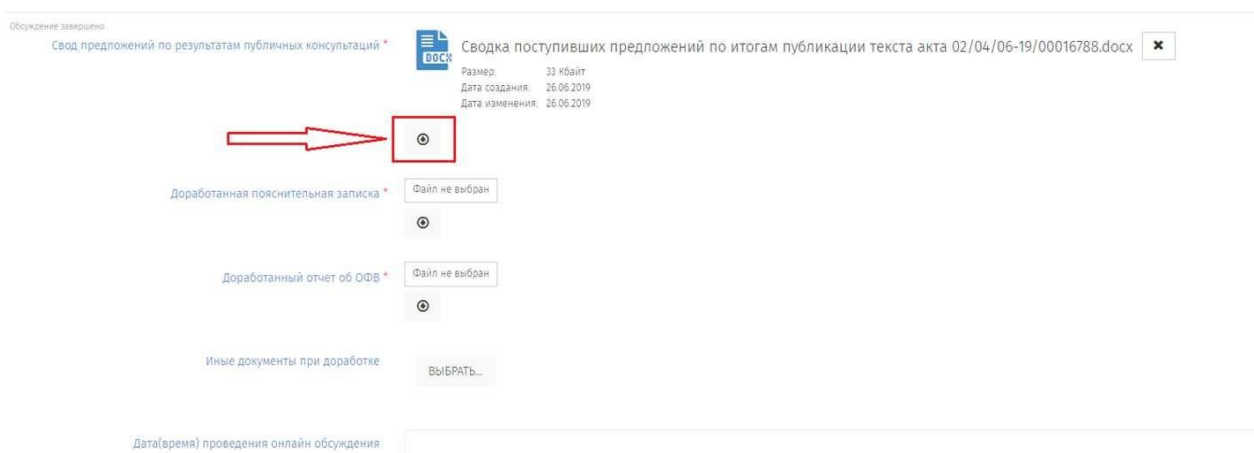 Обсуждение завершено
Свод предложений по результатам публичных консультаций *
DOCX
Сводка поступивших предложений по итогам публикации текста акта 02/04/06-19/00016788.docx
Размер: 33 Кбайт
Дата создания: 26.06.2019
Дата изменения: 26.06.2019
Доработанная пояснительная записка *
Файл не выбран
Доработанный отчет об ОФВ *
Файл не выбран
Иные документы при доработке
ВЫБРАТЬ...
Дата(время) проведения онлайн обсуждения